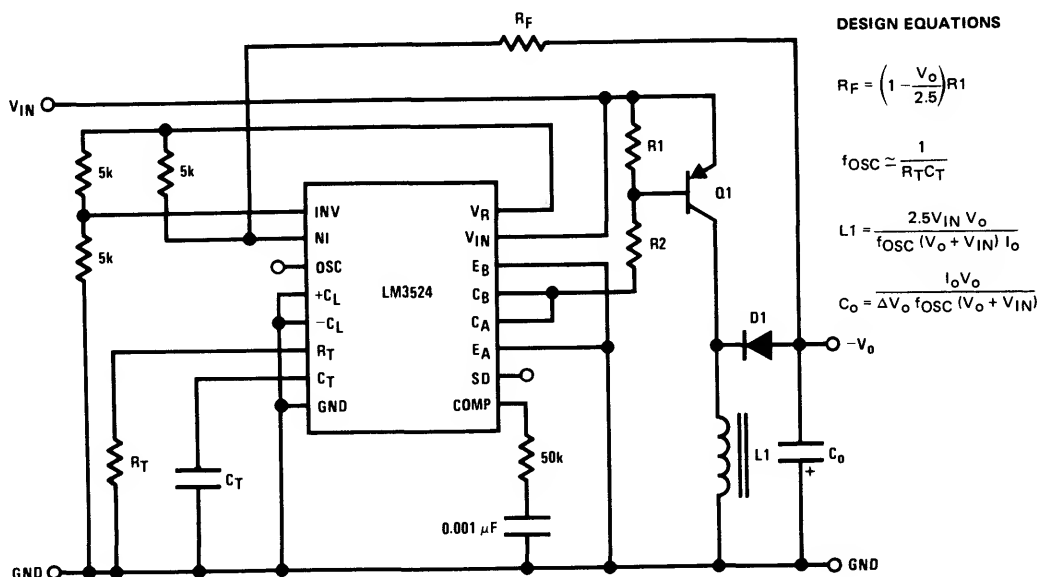 R_F
DESIGN EQUATIONS
R_F = (1 - V_o/2.5) R1
V_IN
f_OSC ≃ 1/(R_T C_T)
L1 = 2.5V_IN V_o/(f_OSC (V_o + V_IN) I_o)
C_o = I_o V_o/(ΔV_o f_OSC (V_o + V_IN))
5k
5k
5k
R1
Q1
R2
INV
NI
OSC
+C_L
-C_L
R_T
C_T
GND
LM3524
V_R
V_IN
E_B
C_B
C_A
E_A
SD
COMP
D1
-V_o
R_T
C_T
50k
0.001 μF
L1
C_o
+
GND
GND